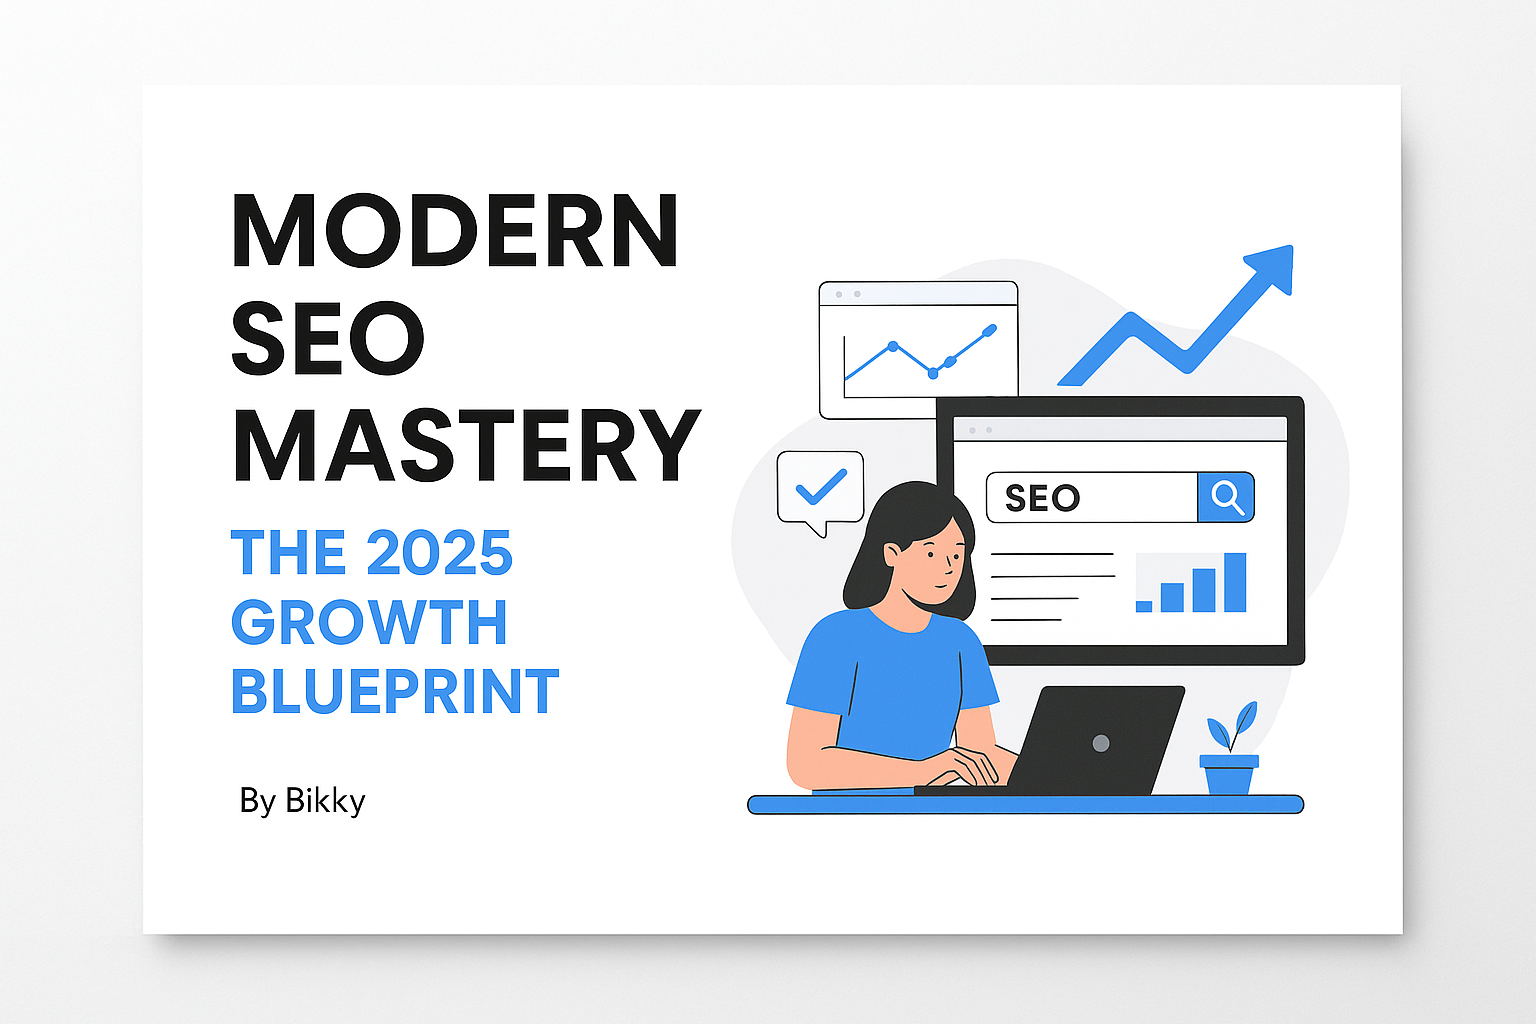 MODERN
SEO
MASTERY
THE 2025
GROWTH
BLUEPRINT
By Bikky
SEO